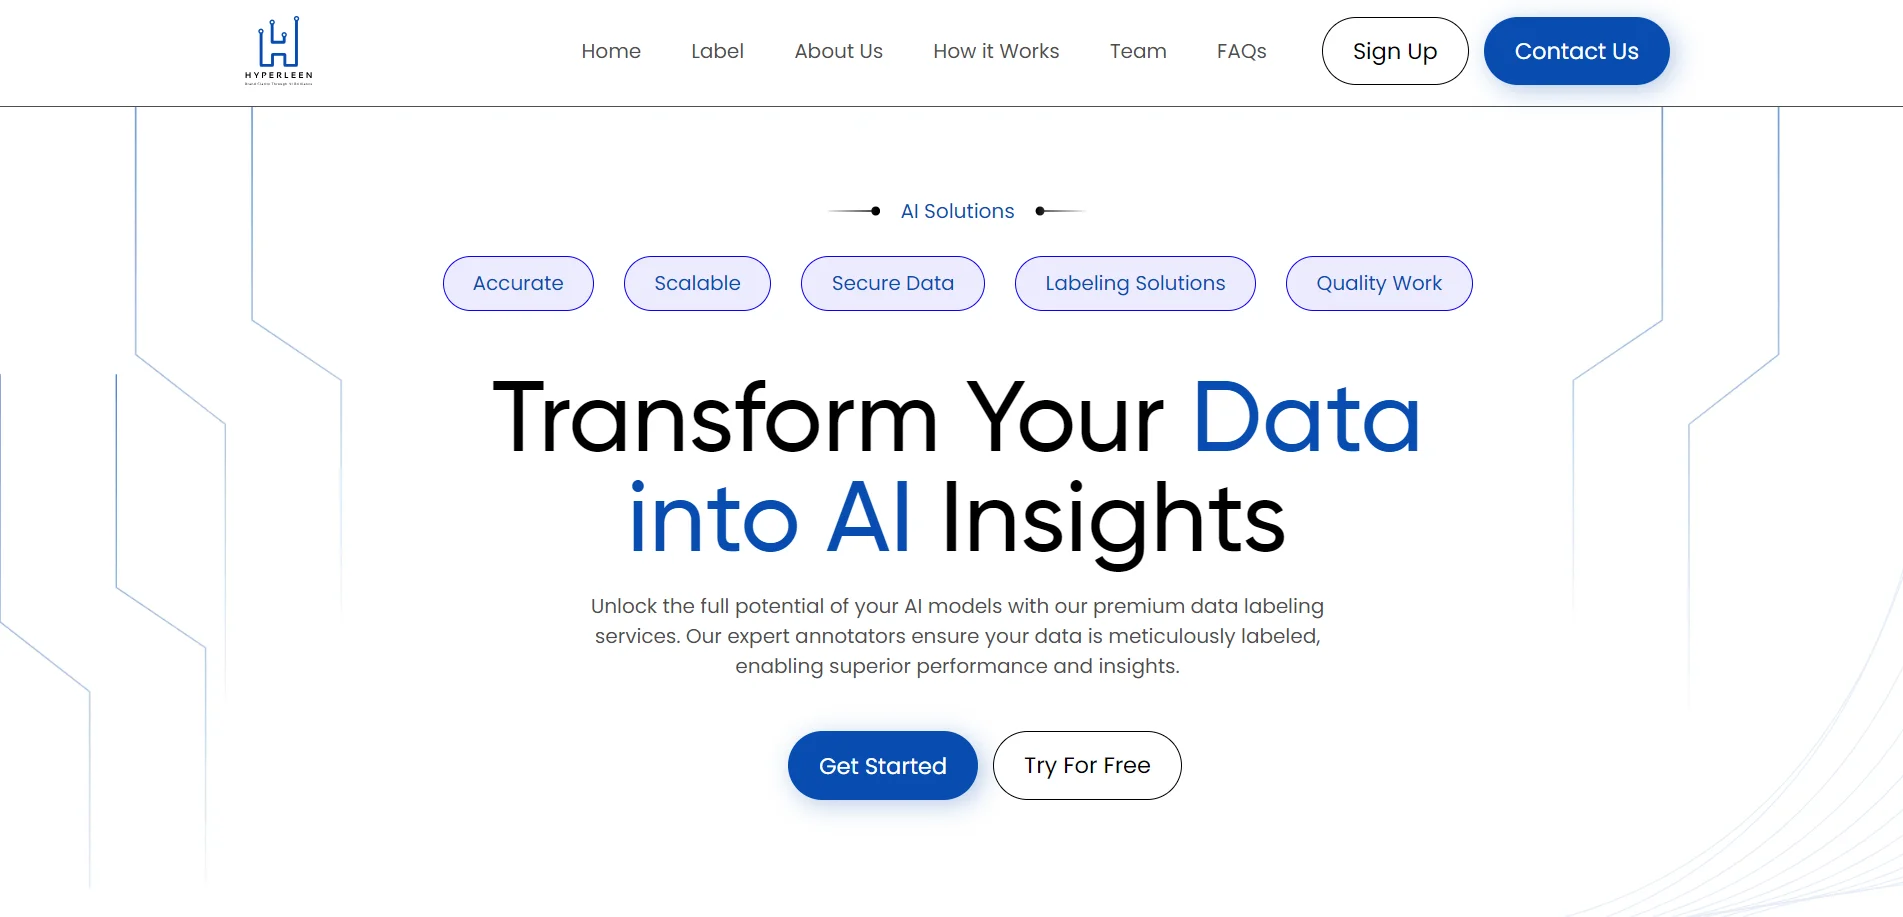 HYPERLEEN
Home
Label
About Us
How it Works
Team
FAQs
Sign Up
Contact Us
AI Solutions
Accurate
Scalable
Secure Data
Labeling Solutions
Quality Work
Transform Your Data
into AI Insights
Unlock the full potential of your AI models with our premium data labeling
services. Our expert annotators ensure your data is meticulously labeled,
enabling superior performance and insights.
Get Started
Try For Free